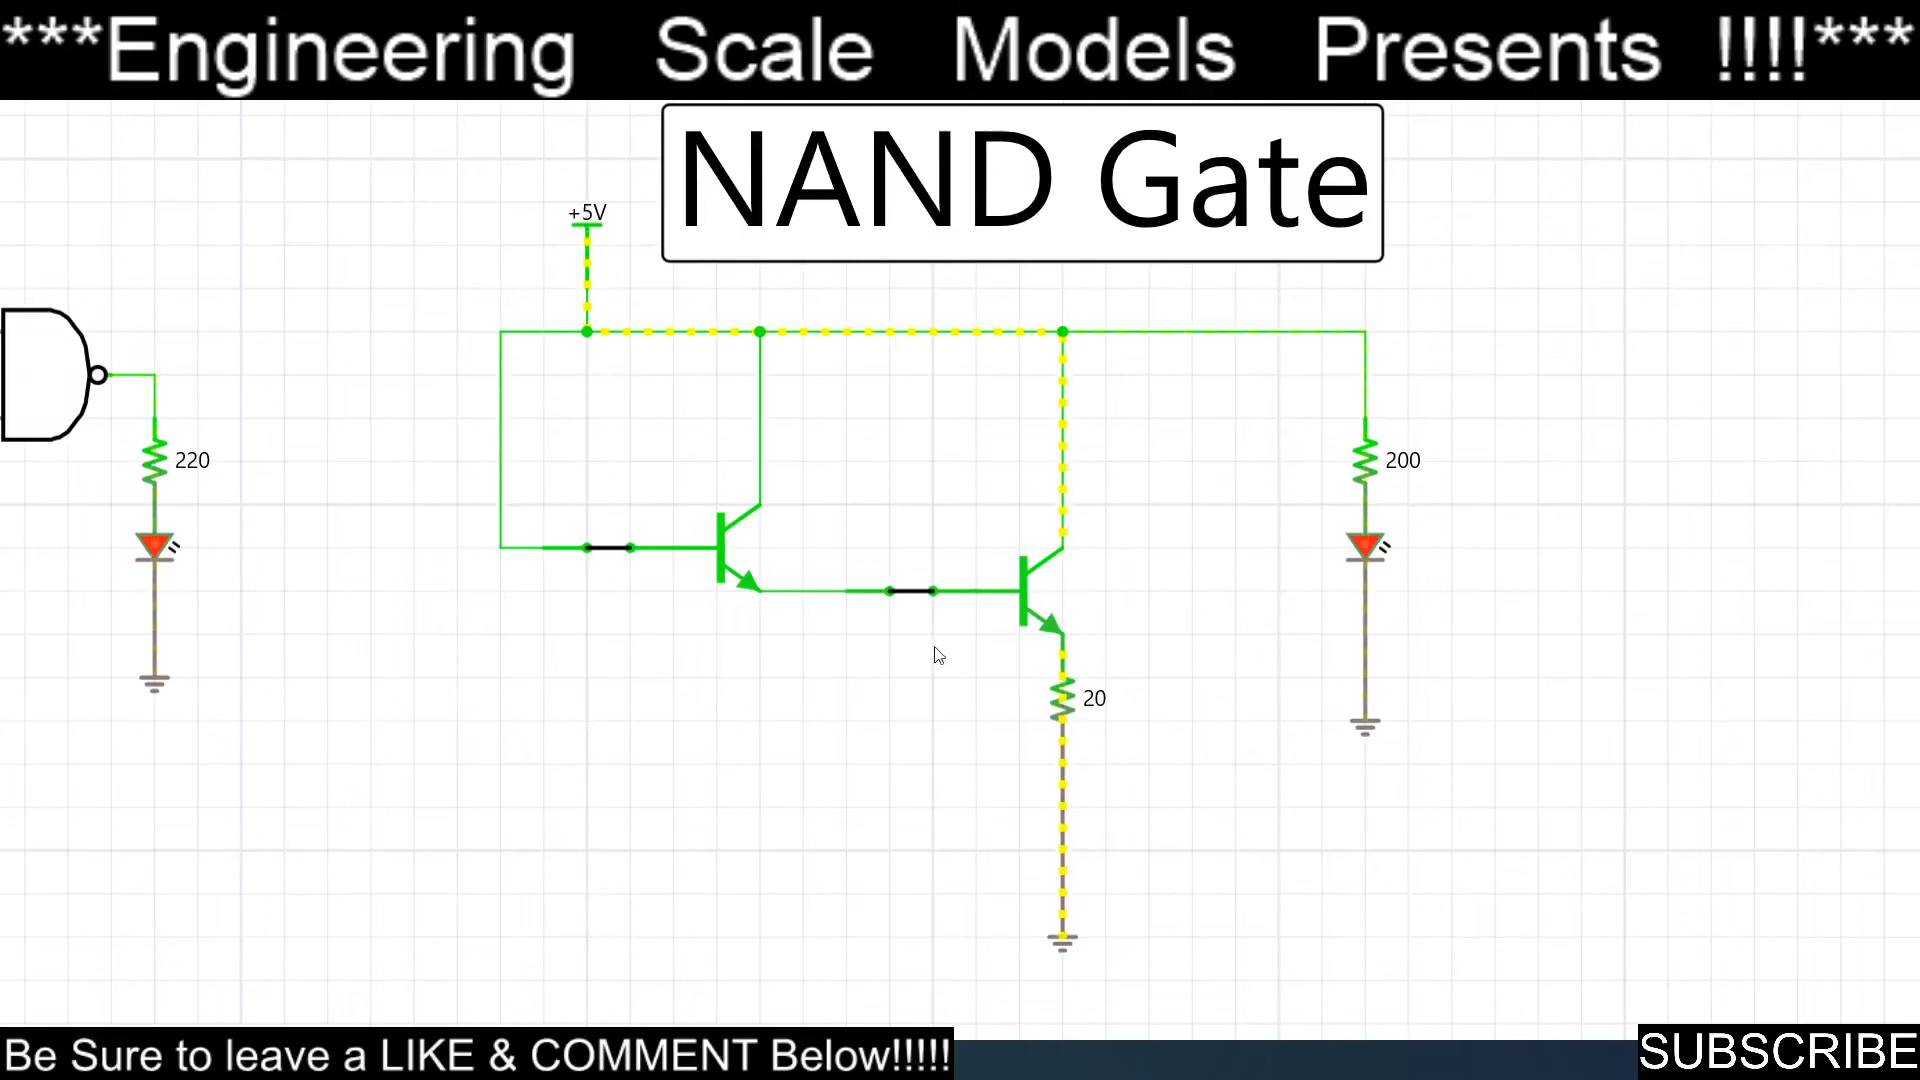 ***Engineering Scale Models Presents !!!!***
NAND Gate
+5V
220
200
20
Be Sure to leave a LIKE & COMMENT Below!!!!!
SUBSCRIBE